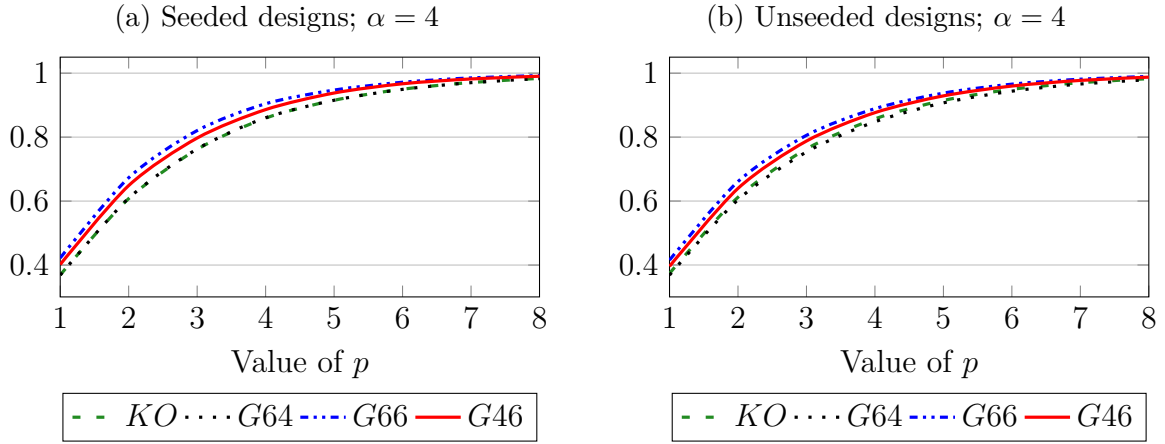 (a) Seeded designs; α = 4
1
0.8
0.6
0.4
1 2 3 4 5 6 7 8
Value of p
KO G64 G66 G46
(b) Unseeded designs; α = 4
1
0.8
0.6
0.4
1 2 3 4 5 6 7 8
Value of p
KO G64 G66 G46